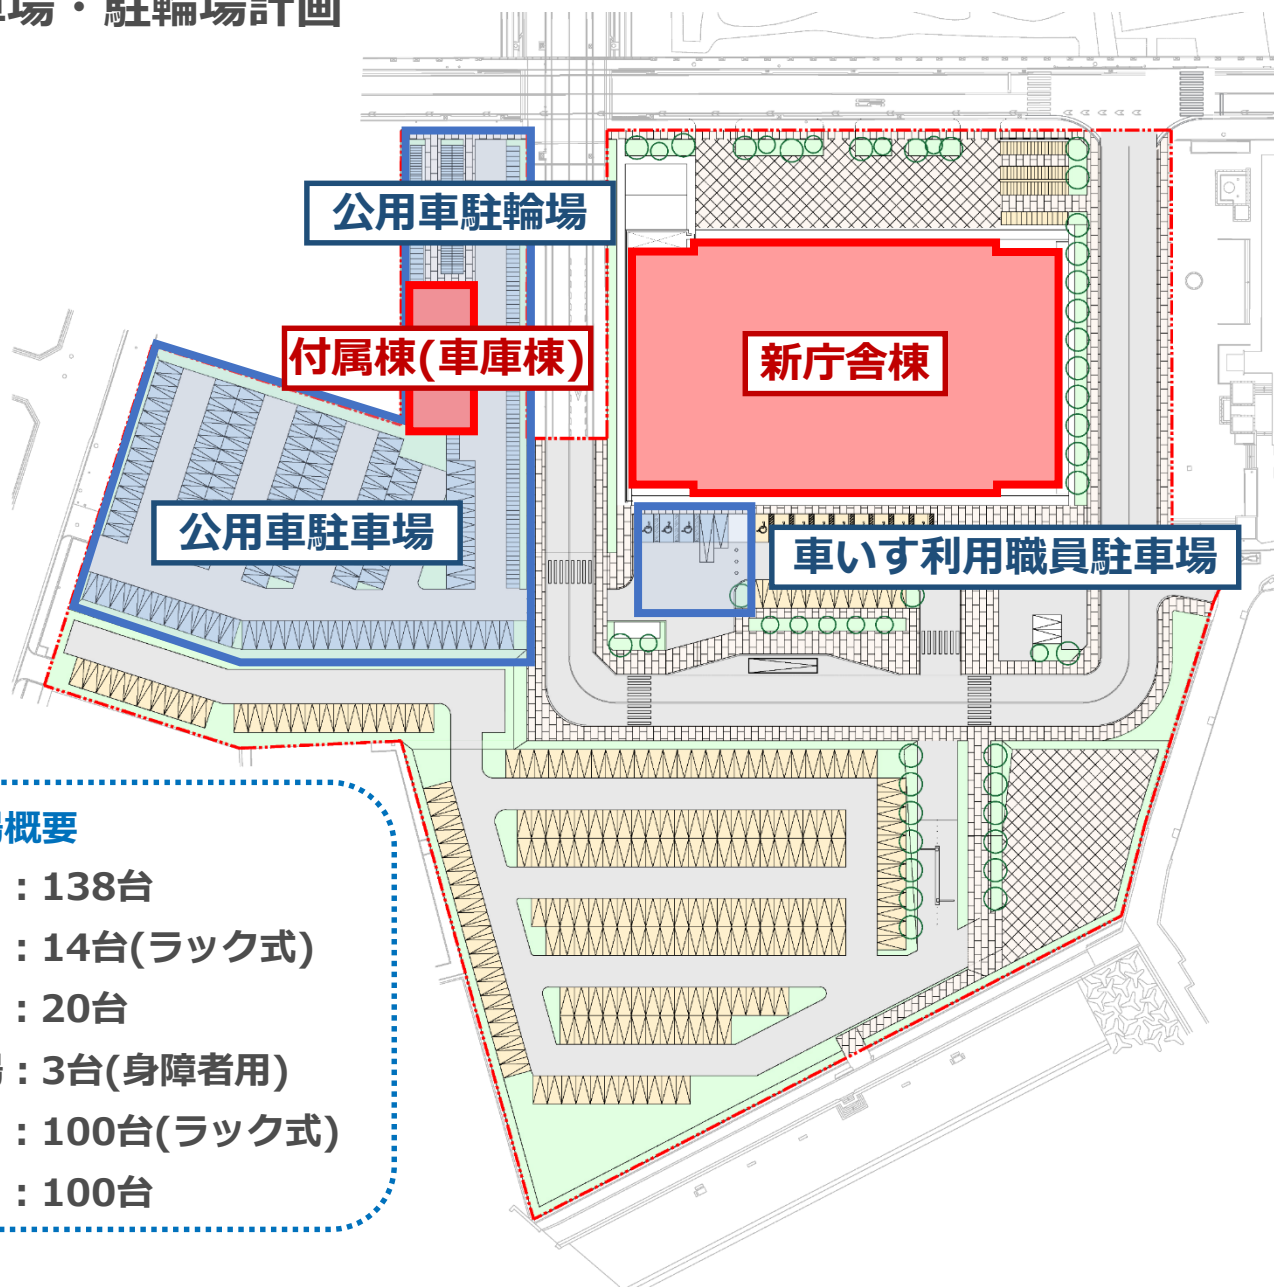 車場・駐輪場計画
公用車駐輪場
付属棟(車庫棟)
新庁舎棟
公用車駐車場
車いす利用職員駐車場
場概要
：138台
：14台(ラック式)
：20台
場：3台(身障者用)
：100台(ラック式)
：100台